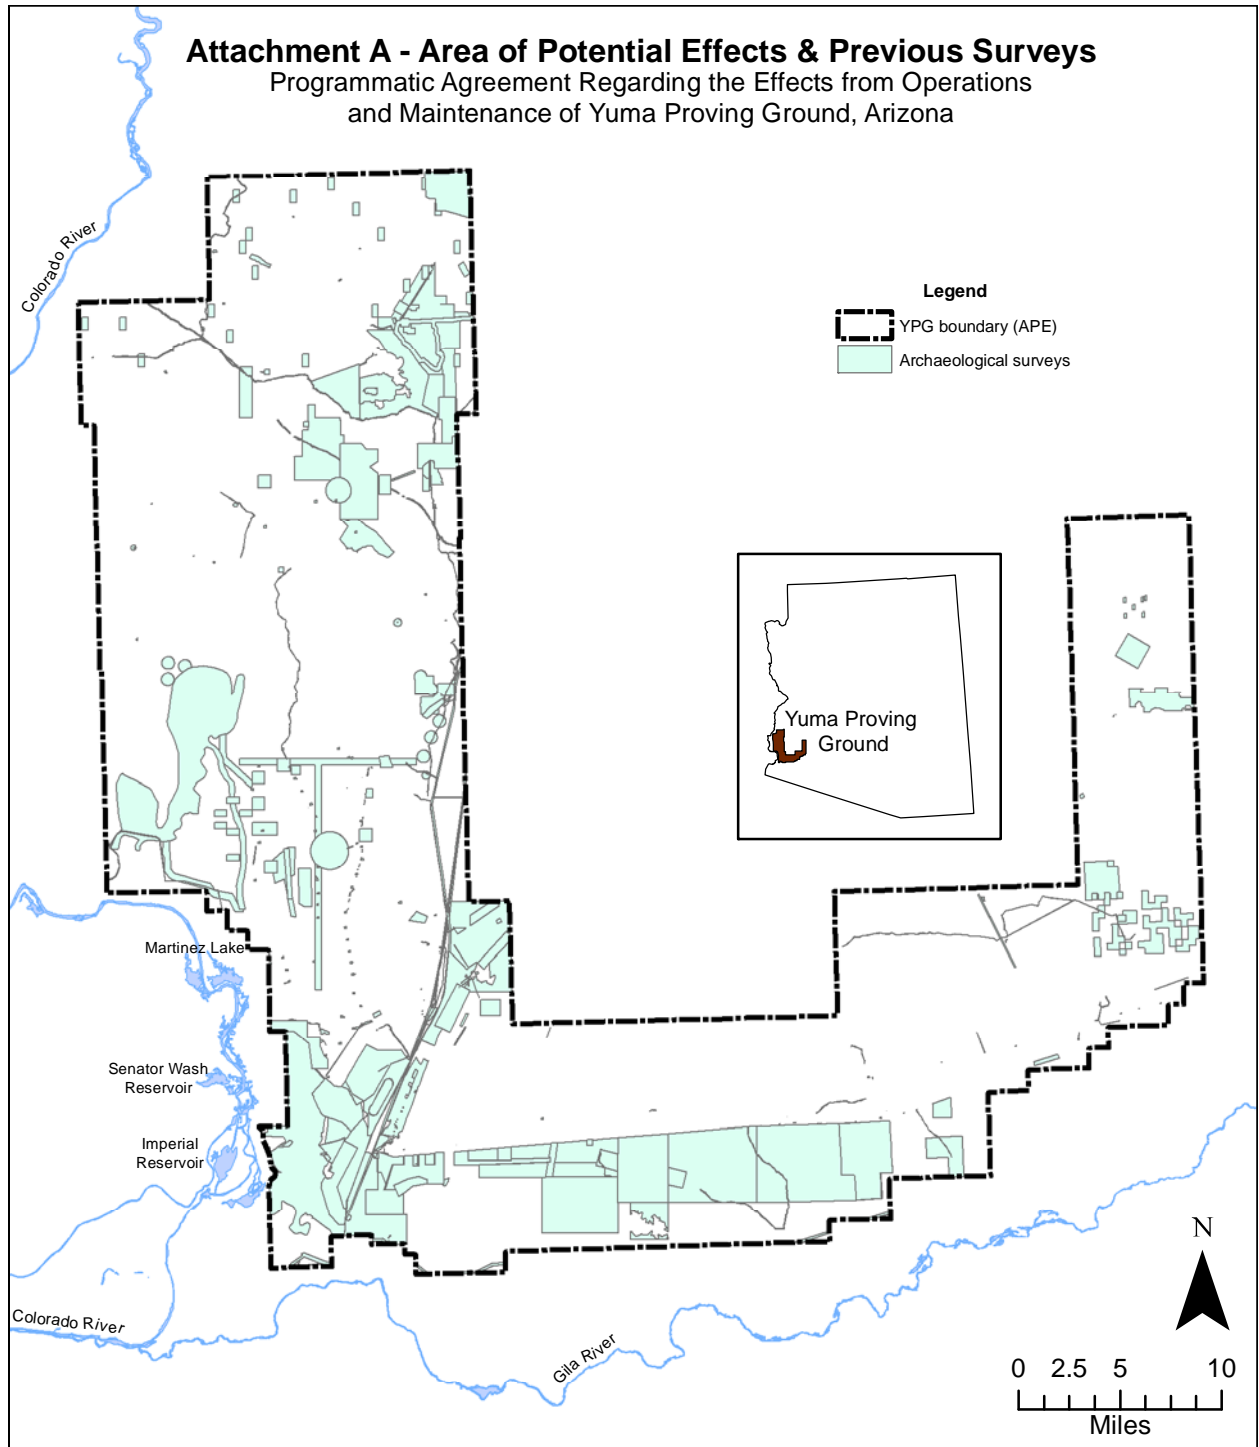 Attachment A - Area of Potential Effects & Previous Surveys
Programmatic Agreement Regarding the Effects from Operations
and Maintenance of Yuma Proving Ground, Arizona
Colorado River
Legend
YPG boundary (APE)
Archaeological surveys
Yuma Proving
Ground
Martinez Lake
Senator Wash
Reservoir
Imperial
Reservoir
Colorado River
Gila River
N
0 2.5 5 10
Miles